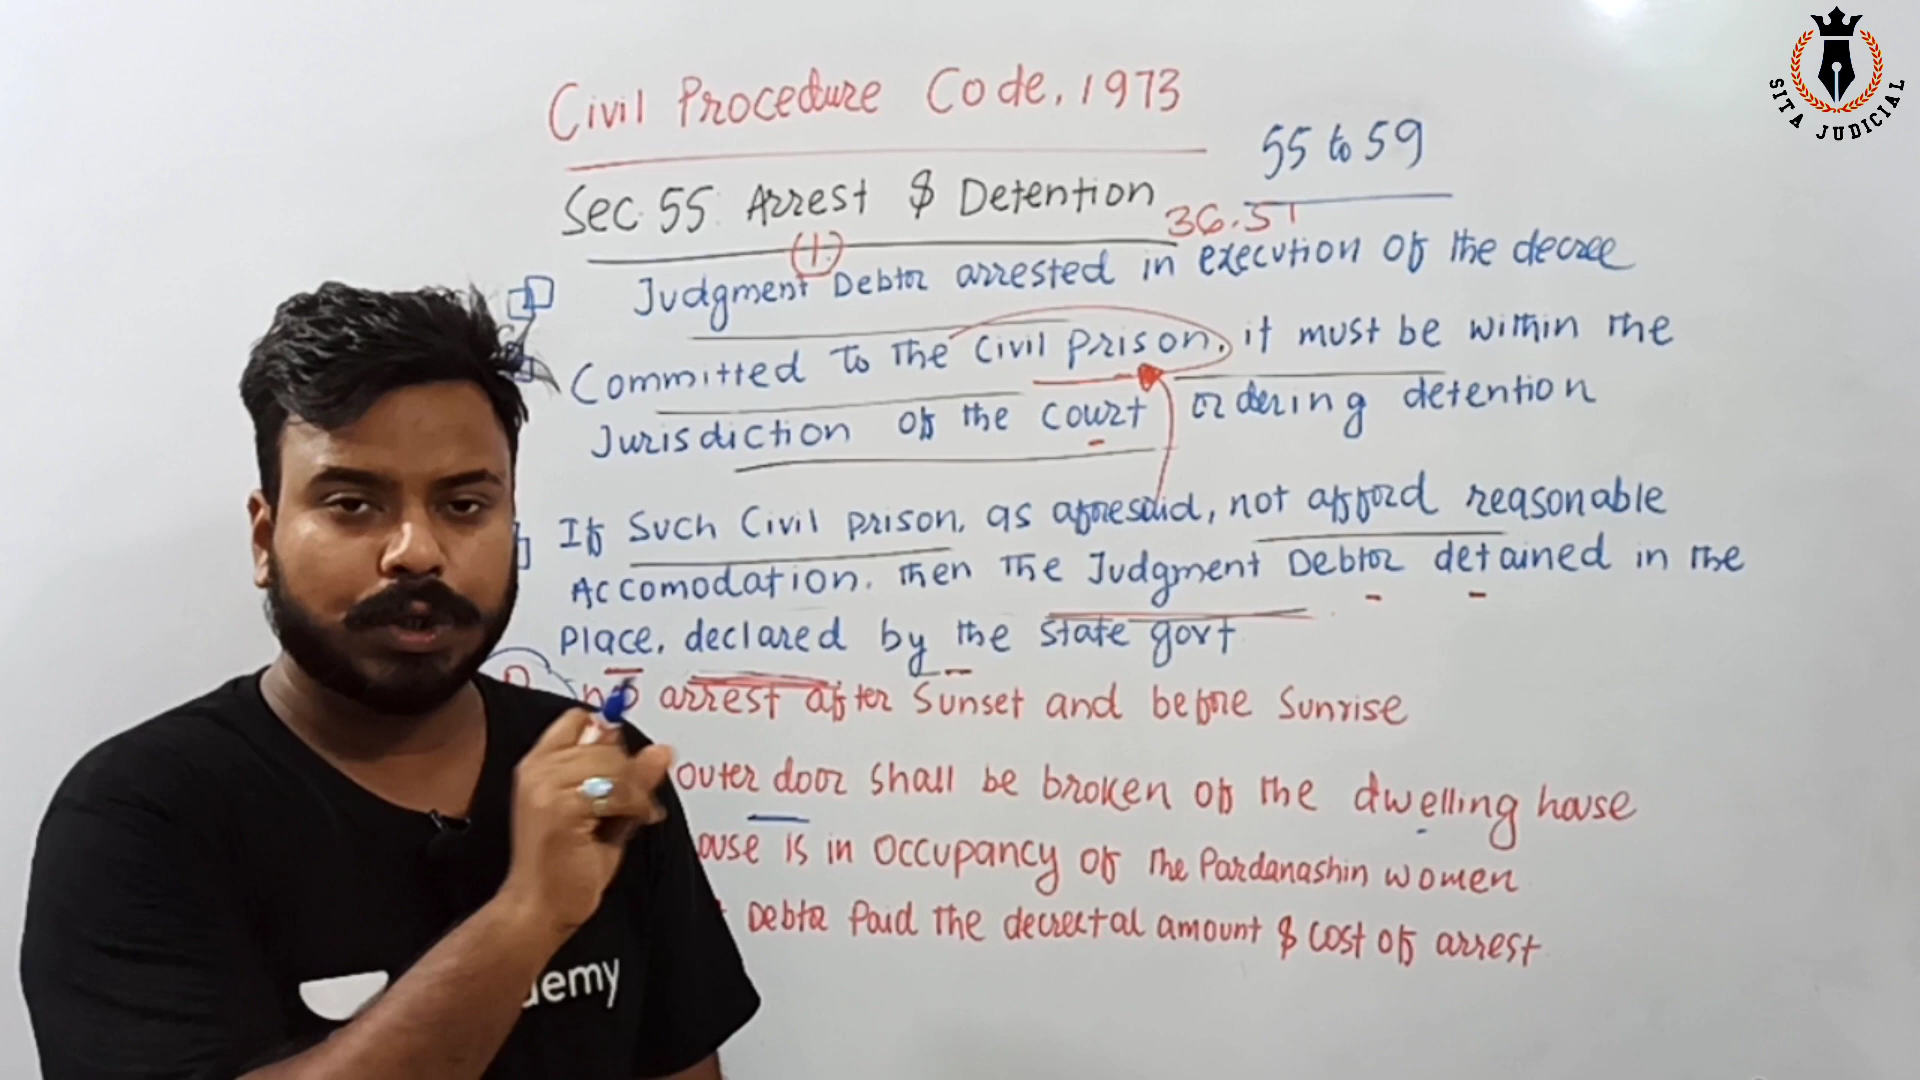 Civil Procedure Code, 1973
55 to 59
Sec. 55 Arrest & Detention
36.51
(1)
Judgment Debtor arrested in execution of the decree
Committed to the civil prison, it must be within the
Jurisdiction of the court ordering detention
If Such Civil prison, as aforesaid, not afford reasonable
Accomodation, then the Judgment Debtor detained in the
place, declared by the state govt
no arrest after Sunset and before Sunrise
outer door shall be broken of the dwelling house
is in occupancy of the Pardanashin women
Debtor Paid the decreetal amount & cost of arrest
demy
SITA JUDICIAL